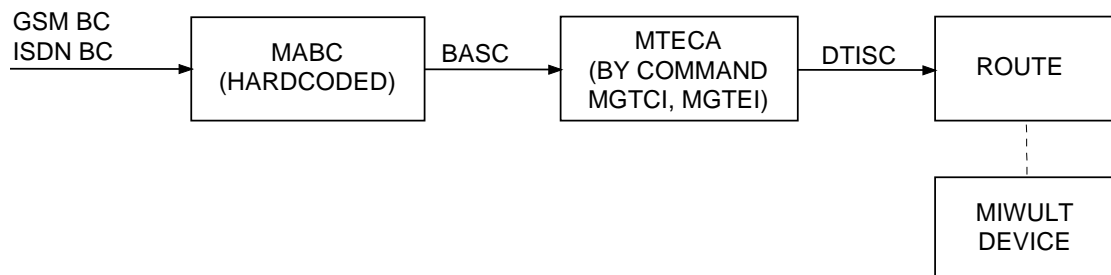 GSM BC
ISDN BC
MABC
(HARDCODED)
BASC
MTECA
(BY COMMAND
MGTCI, MGTEI)
DTISC
ROUTE
MIWULT
DEVICE